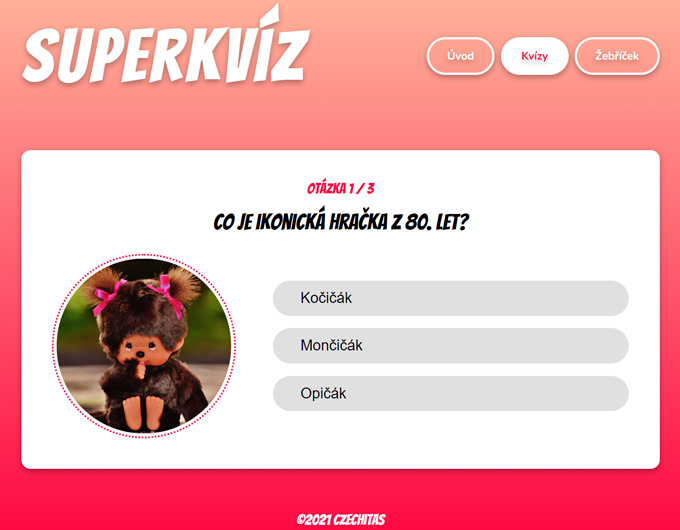 SUPERKVÍZ
Úvod
Kvízy
Žebříček
OTÁZKA 1 / 3
CO JE IKONICKÁ HRAČKA Z 80. LET?
Kočičák
Mončičák
Opičák
©2021 CZECHITAS